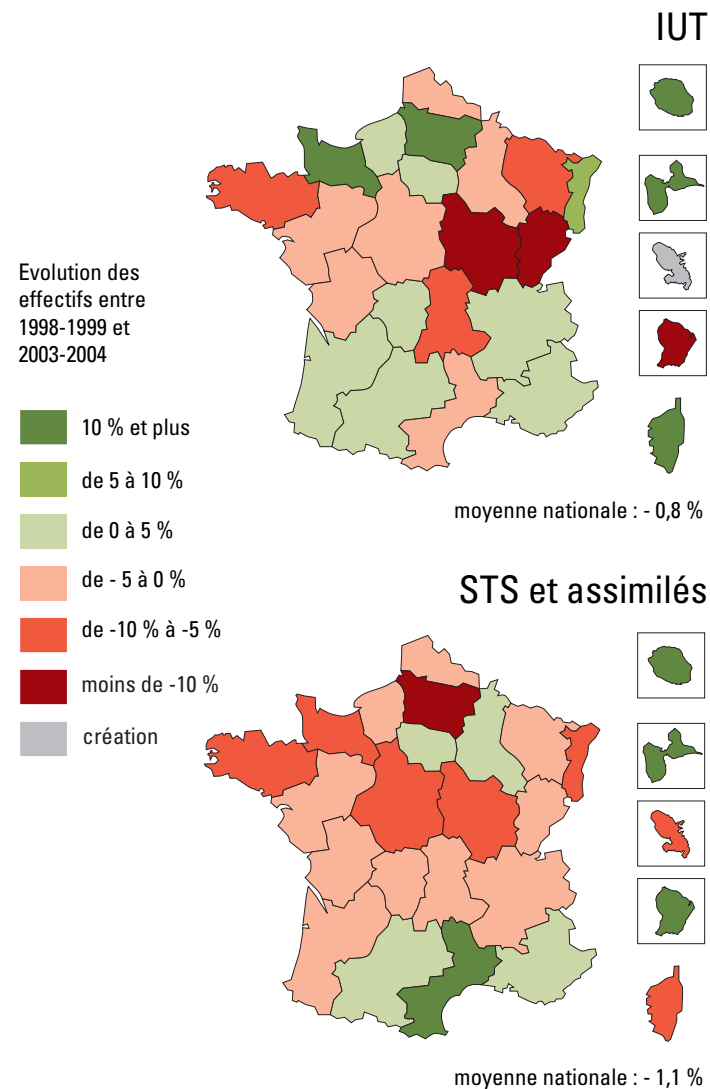 IUT
Evolution des
effectifs entre
1998-1999 et
2003-2004
10 % et plus
de 5 à 10 %
de 0 à 5 %
de - 5 à 0 %
de -10 % à -5 %
moins de -10 %
création
moyenne nationale : - 0,8 %
STS et assimilés
moyenne nationale : - 1,1 %